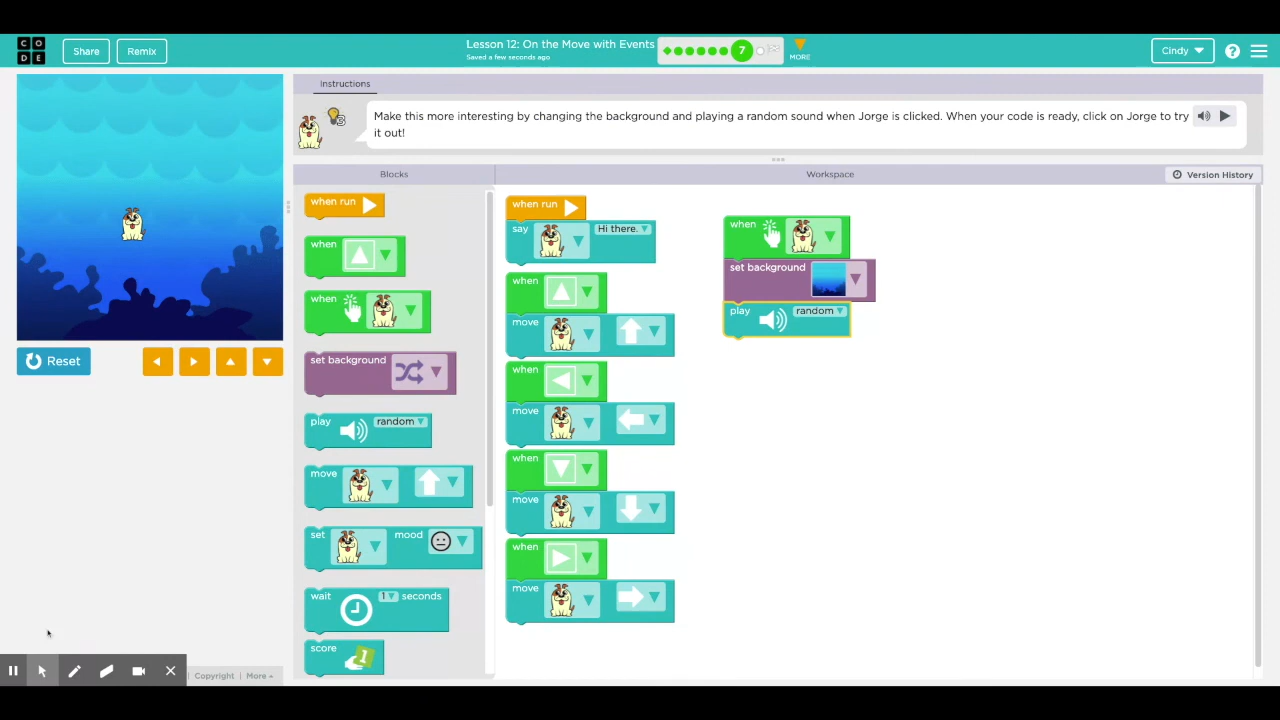 C O
D E
Share
Remix
Lesson 12: On the Move with Events
Saved a few seconds ago
7
MORE
Cindy
?
Instructions
3
Make this more interesting by changing the background and playing a random sound when Jorge is clicked. When your code is ready, click on Jorge to try
it out!
Blocks
Workspace
Version History
Reset
when run
when
when
set background
play random
move
set mood
wait 1 seconds
score 1
when run
say Hi there.
when
move
when
move
when
move
when
move
when
set background
play random
Copyright
More